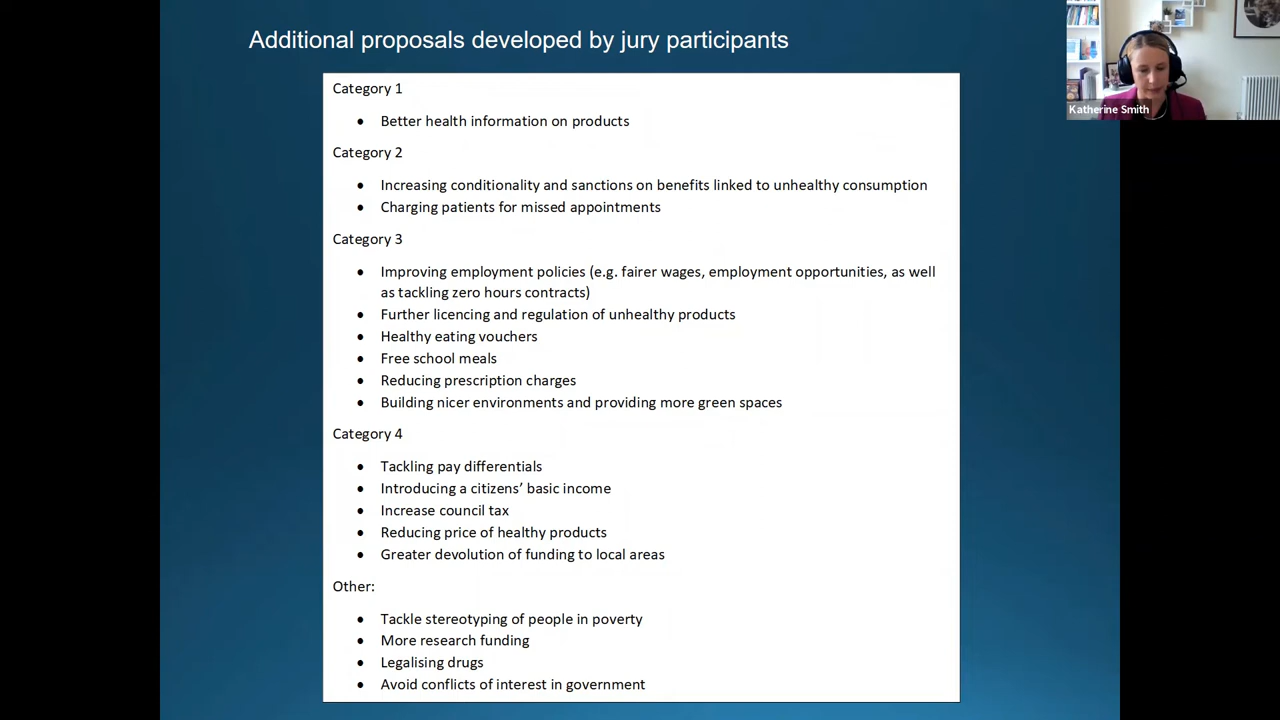 Additional proposals developed by jury participants
Katherine Smith
Category 1
• Better health information on products
Category 2
• Increasing conditionality and sanctions on benefits linked to unhealthy consumption
• Charging patients for missed appointments
Category 3
• Improving employment policies (e.g. fairer wages, employment opportunities, as well
as tackling zero hours contracts)
• Further licencing and regulation of unhealthy products
• Healthy eating vouchers
• Free school meals
• Reducing prescription charges
• Building nicer environments and providing more green spaces
Category 4
• Tackling pay differentials
• Introducing a citizens’ basic income
• Increase council tax
• Reducing price of healthy products
• Greater devolution of funding to local areas
Other:
• Tackle stereotyping of people in poverty
• More research funding
• Legalising drugs
• Avoid conflicts of interest in government